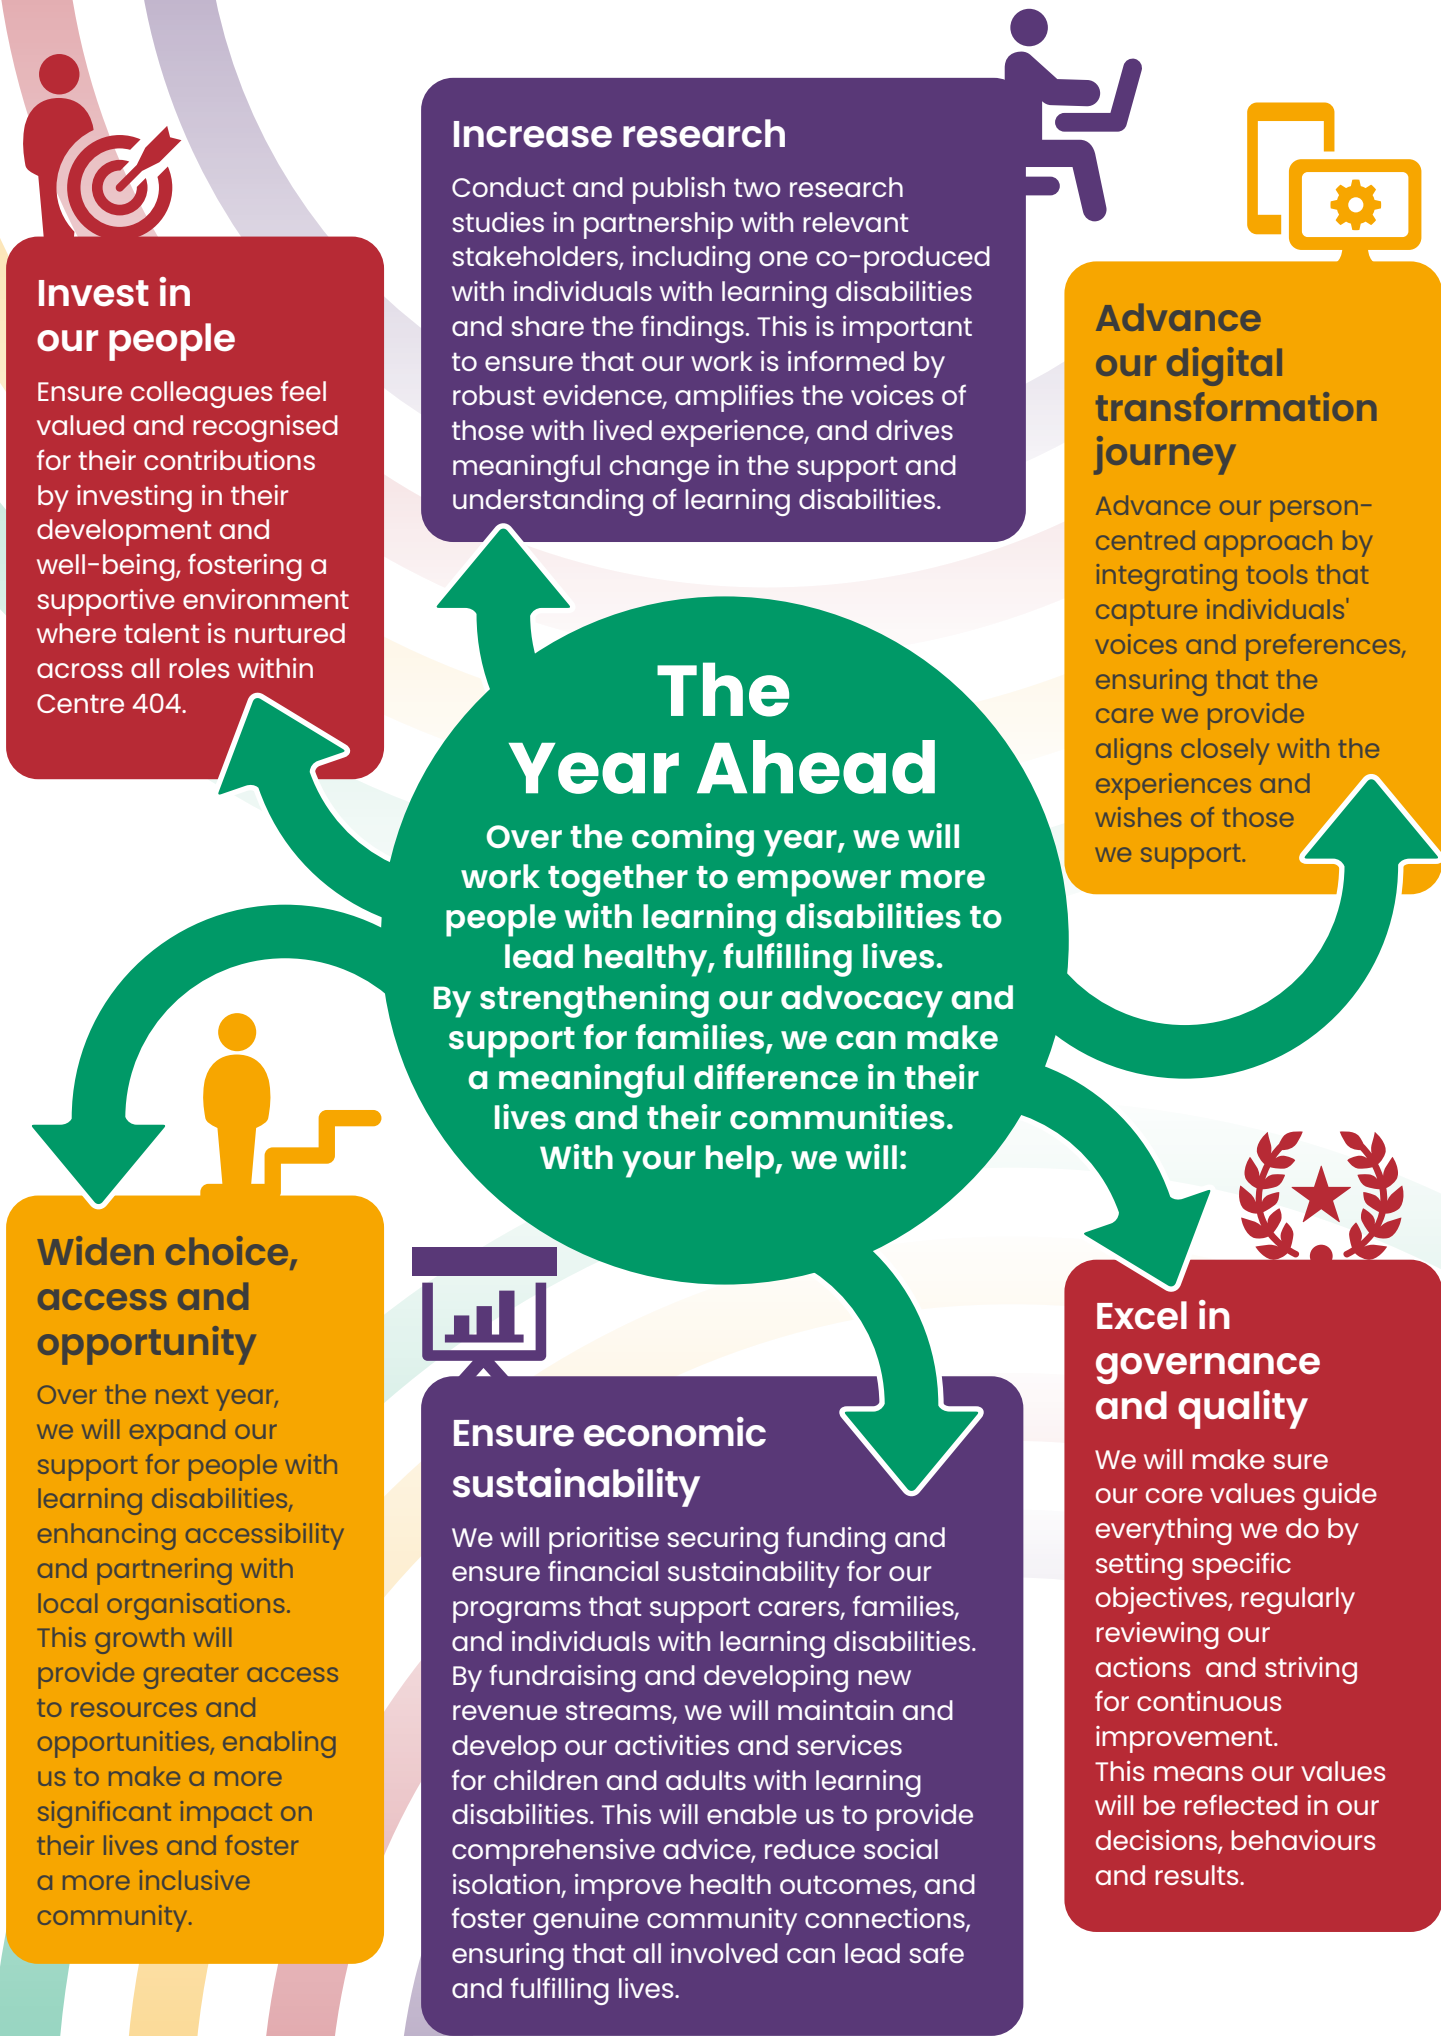 The
Year Ahead
Over the coming year, we will
work together to empower more
people with learning disabilities to
lead healthy, fulfilling lives.
By strengthening our advocacy and
support for families, we can make
a meaningful difference in their
lives and their communities.
With your help, we will:
Invest in
our people
Ensure colleagues feel
valued and recognised
for their contributions
by investing in their
development and
well-being, fostering a
supportive environment
where talent is nurtured
across all roles within
Centre 404.
Increase research
Conduct and publish two research
studies in partnership with relevant
stakeholders, including one co-produced
with individuals with learning disabilities
and share the findings. This is important
to ensure that our work is informed by
robust evidence, amplifies the voices of
those with lived experience, and drives
meaningful change in the support and
understanding of learning disabilities.
Advance
our digital
transformation
journey
Advance our person-
centred approach by
integrating tools that
capture individuals'
voices and preferences,
ensuring that the
care we provide
aligns closely with the
experiences and
wishes of those
we support.
Widen choice,
access and
opportunity
Over the next year,
we will expand our
support for people with
learning disabilities,
enhancing accessibility
and partnering with
local organisations.
This growth will
provide greater access
to resources and
opportunities, enabling
us to make a more
significant impact on
their lives and foster
a more inclusive
community.
Ensure economic
sustainability
We will prioritise securing funding and
ensure financial sustainability for our
programs that support carers, families,
and individuals with learning disabilities.
By fundraising and developing new
revenue streams, we will maintain and
develop our activities and services
for children and adults with learning
disabilities. This will enable us to provide
comprehensive advice, reduce social
isolation, improve health outcomes, and
foster genuine community connections,
ensuring that all involved can lead safe
and fulfilling lives.
Excel in
governance
and quality
We will make sure
our core values guide
everything we do by
setting specific
objectives, regularly
reviewing our
actions  and striving
for continuous
improvement.
This means our values
will be reflected in our
decisions, behaviours
and results.